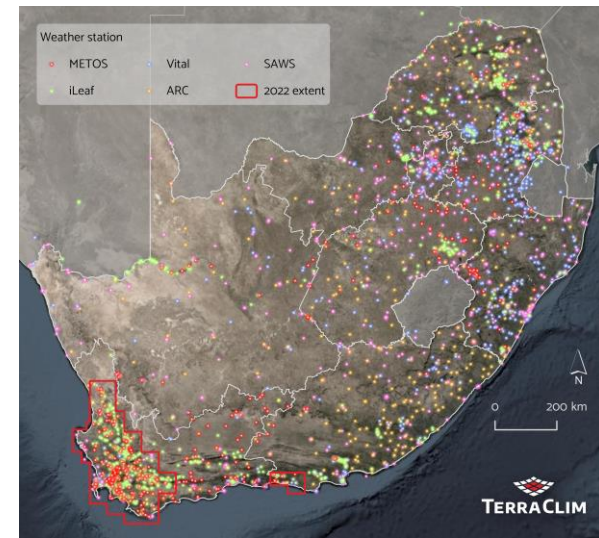 Weather station
METOS Vital SAWS
iLeaf ARC 2022 extent
N
0 200 km
TERRACLIM